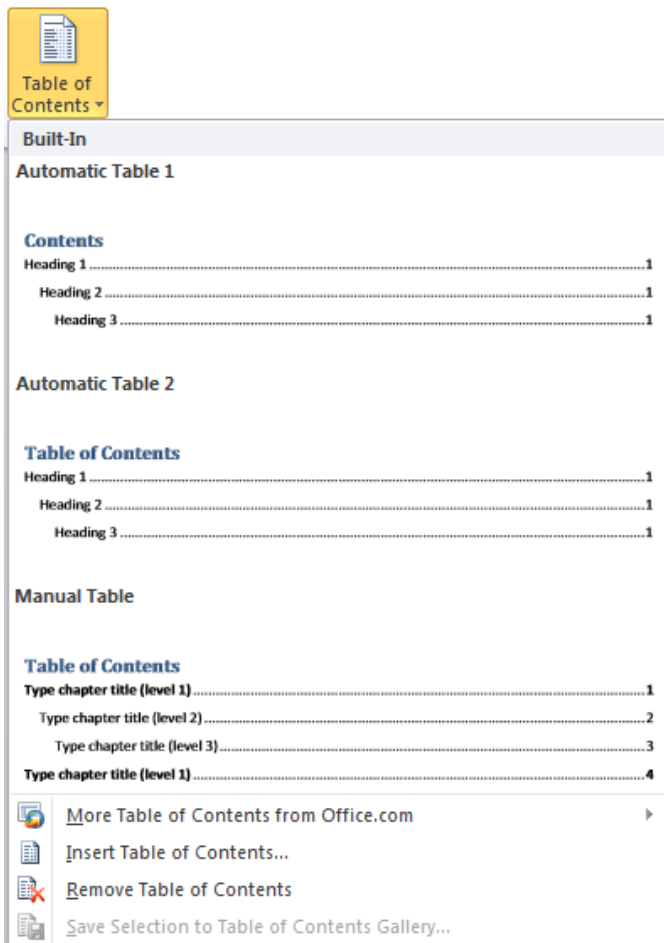 Table of
Contents
Built-In
Automatic Table 1
Contents
Heading 1........................................................................................................1
Heading 2........................................................................................................1
Heading 3........................................................................................................1
Automatic Table 2
Table of Contents
Heading 1........................................................................................................1
Heading 2........................................................................................................1
Heading 3........................................................................................................1
Manual Table
Table of Contents
Type chapter title (level 1)................................................................................1
Type chapter title (level 2)................................................................................2
Type chapter title (level 3)................................................................................3
Type chapter title (level 1)................................................................................4
More Table of Contents from Office.com
Insert Table of Contents...
Remove Table of Contents
Save Selection to Table of Contents Gallery...